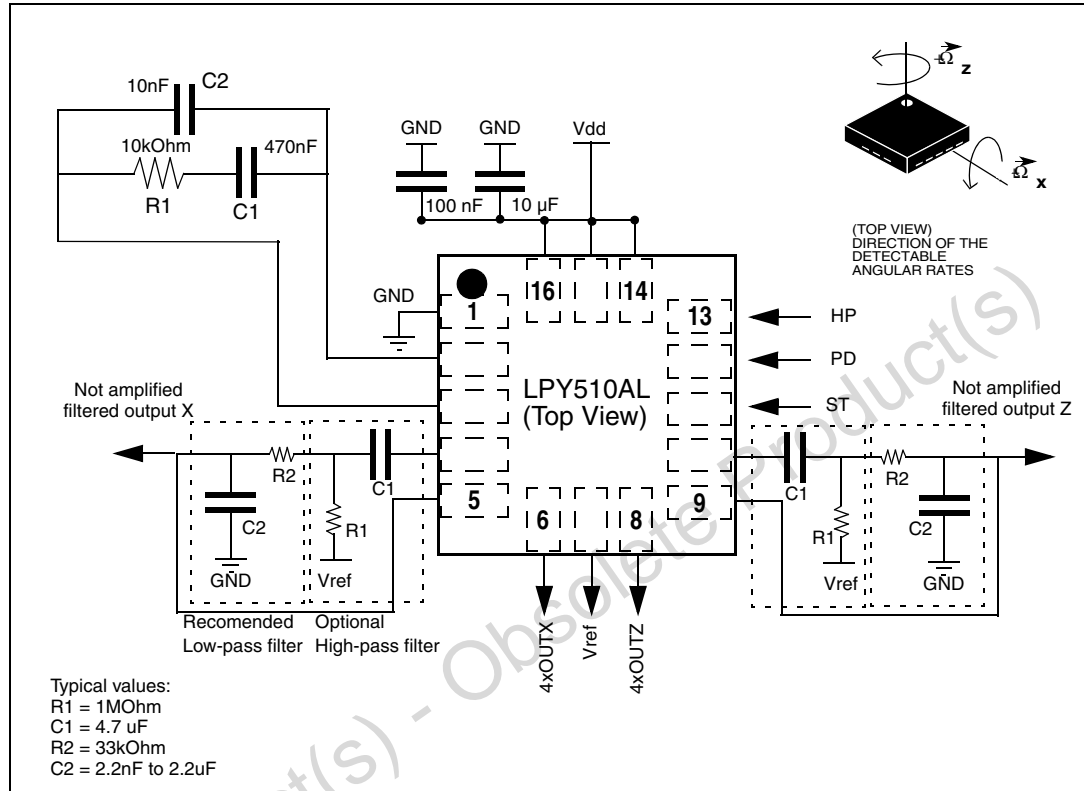 10nF
C2
10kOhm
470nF
R1
C1
GND
GND
Vdd
100 nF
10 µF
Ω z
Ω x
(TOP VIEW)
DIRECTION OF THE
DETECTABLE
ANGULAR RATES
GND
1
16
14
13
HP
PD
ST
LPY510AL
(Top View)
Not amplified
filtered output X
Not amplified
filtered output Z
R2
C1
C2
R1
GND
Vref
5
6
8
9
C1
R2
R1
C2
Vref
GND
Recomended
Low-pass filter
Optional
High-pass filter
4xOUTX
Vref
4xOUTZ
Typical values:
R1 = 1MOhm
C1 = 4.7 uF
R2 = 33kOhm
C2 = 2.2nF to 2.2uF
ct(s) - Obsolete Product(s)